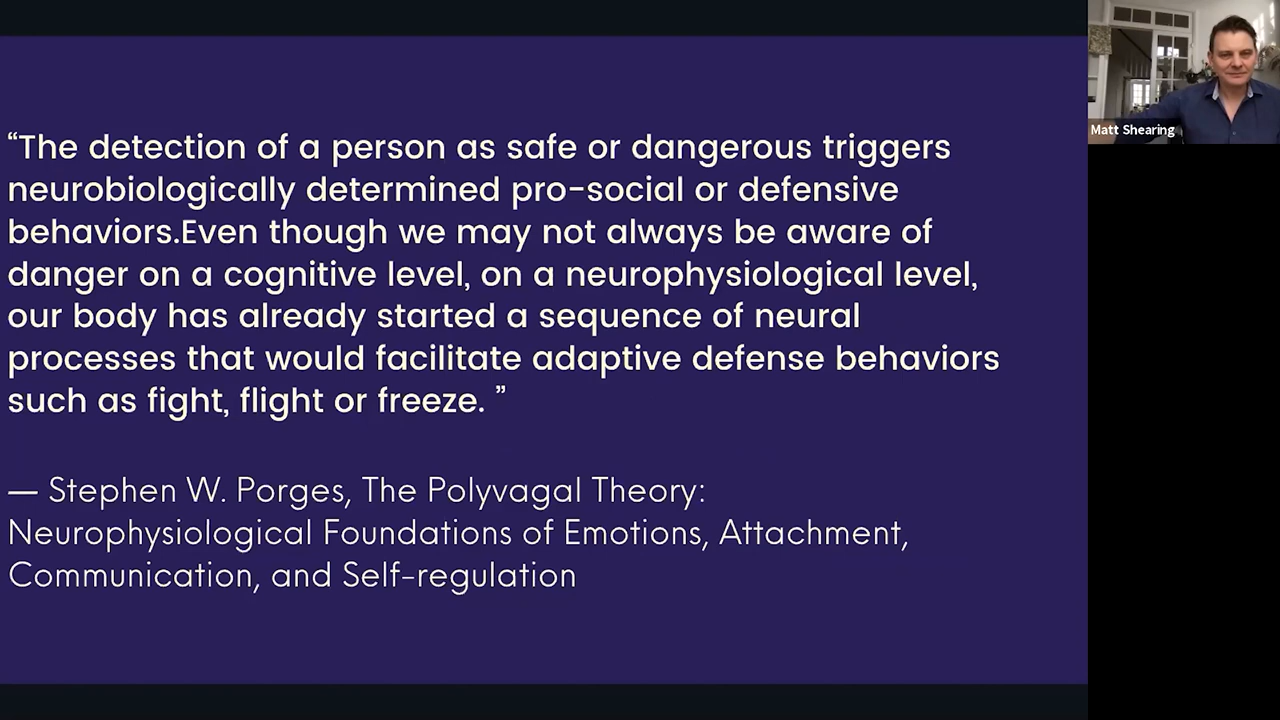 “The detection of a person as safe or dangerous triggers
neurobiologically determined pro-social or defensive
behaviors.Even though we may not always be aware of
danger on a cognitive level, on a neurophysiological level,
our body has already started a sequence of neural
processes that would facilitate adaptive defense behaviors
such as fight, flight or freeze. ”
— Stephen W. Porges, The Polyvagal Theory:
Neurophysiological Foundations of Emotions, Attachment,
Communication, and Self-regulation
Matt Shearing